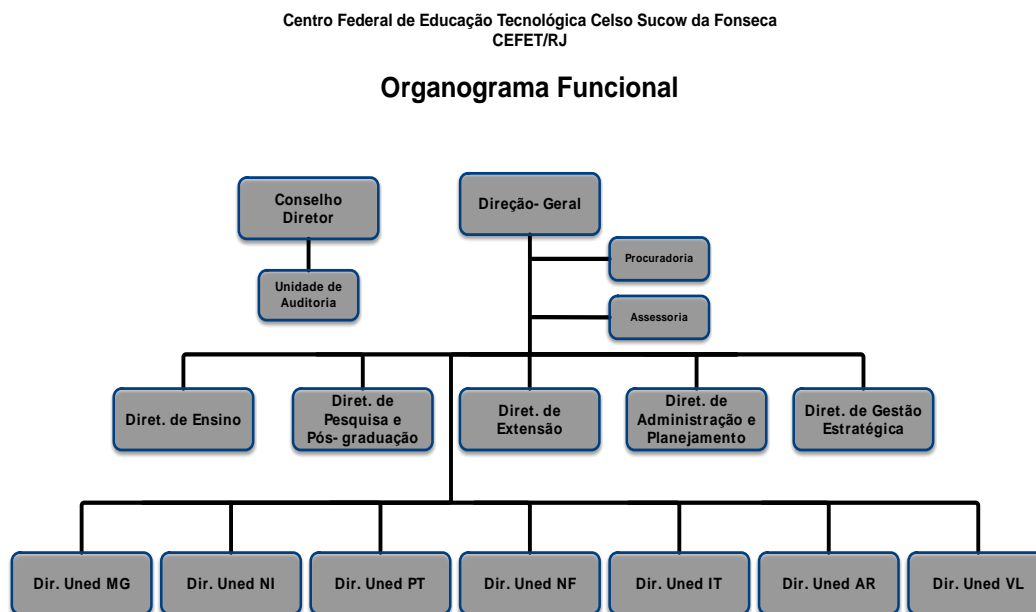 Centro Federal de Educação Tecnológica Celso Sucow da Fonseca
CEFET/RJ
Organograma Funcional
Conselho
Diretor
Direção- Geral
Procuradoria
Unidade de
Auditoria
Assessoria
Diret. de Ensino
Diret. de
Pesquisa e
Pós- graduação
Diret. de
Extensão
Diret. de
Administração e
Planejamento
Diret. de Gestão
Estratégica
Dir. Uned MG
Dir. Uned NI
Dir. Uned PT
Dir. Uned NF
Dir. Uned IT
Dir. Uned AR
Dir. Uned VL